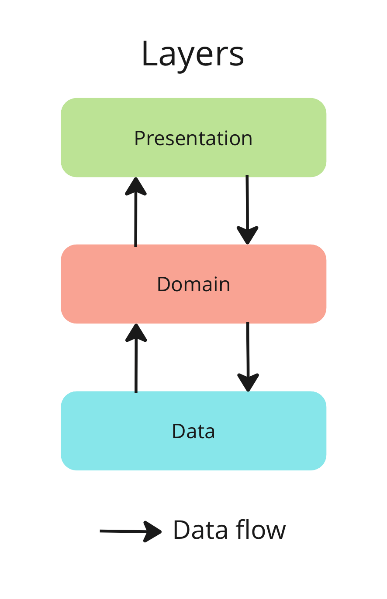 Layers
Presentation
Domain
Data
Data flow